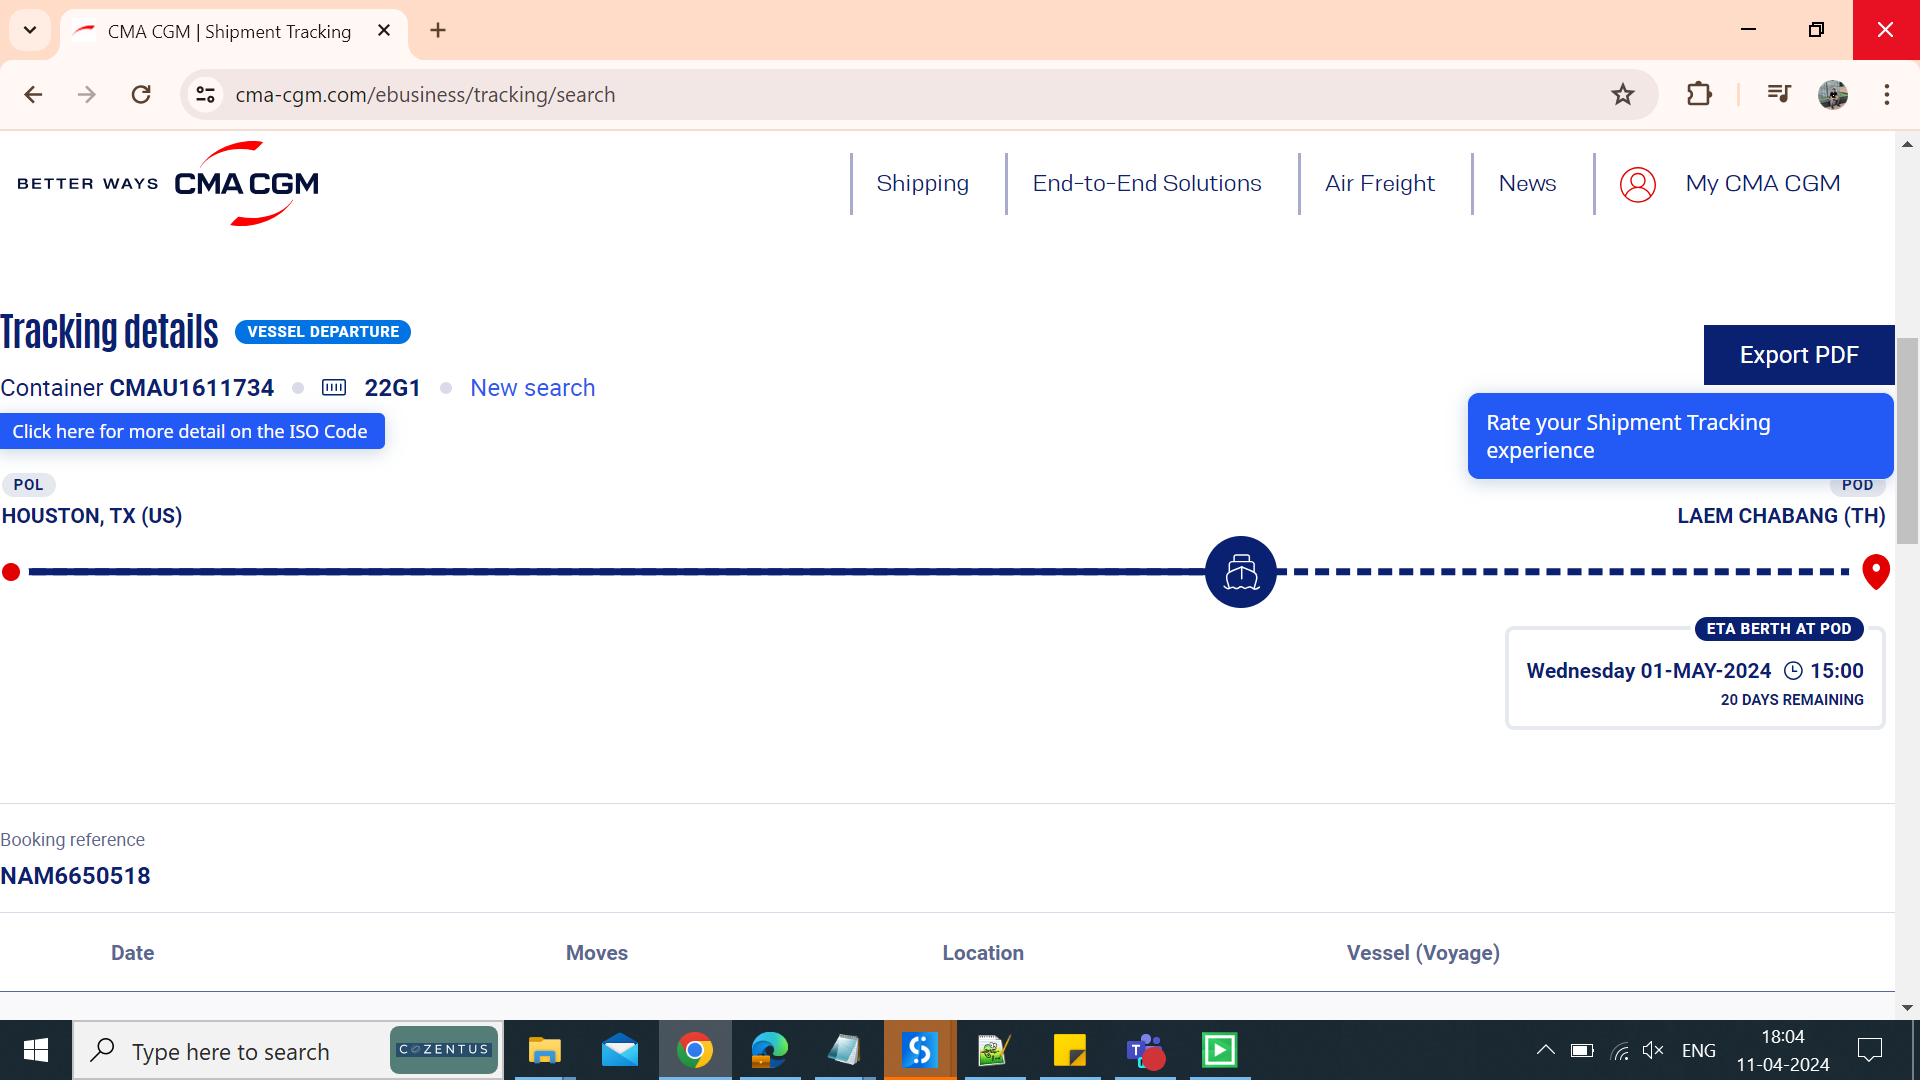 CMA CGM | Shipment Tracking
cma-cgm.com/ebusiness/tracking/search
BETTER WAYS CMA CGM
Shipping
End-to-End Solutions
Air Freight
News
My CMA CGM
Tracking details
VESSEL DEPARTURE
Export PDF
Container CMAU1611734 22G1 New search
Click here for more detail on the ISO Code
Rate your Shipment Tracking
experience
POL
POD
HOUSTON, TX (US)
LAEM CHABANG (TH)
ETA BERTH AT POD
Wednesday 01-MAY-2024 15:00
20 DAYS REMAINING
Booking reference
NAM6650518
Date Moves Location Vessel (Voyage)
Type here to search
COZENTUS
ENG
18:04
11-04-2024